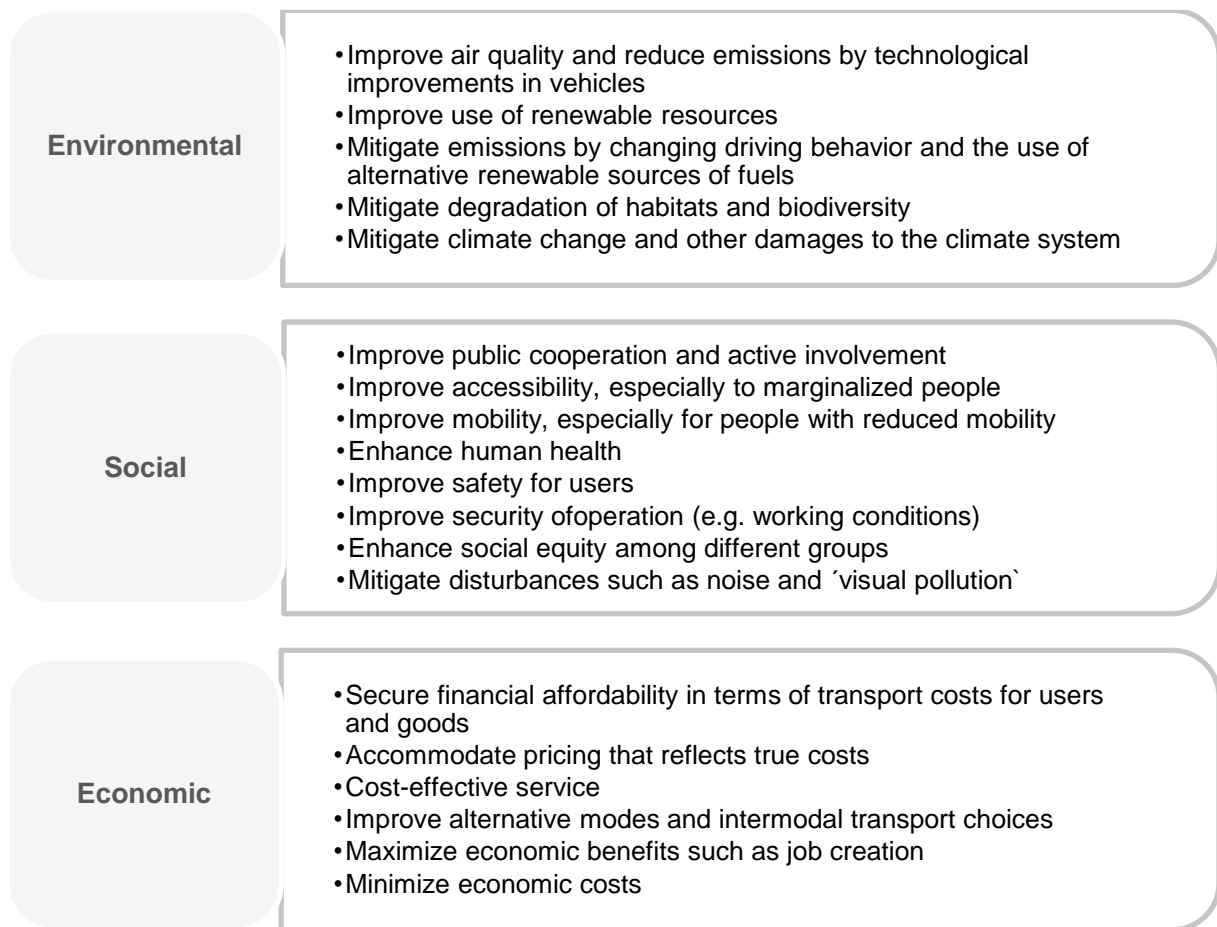 Environmental
•Improve air quality and reduce emissions by technological
improvements in vehicles
•Improve use of renewable resources
•Mitigate emissions by changing driving behavior and the use of
alternative renewable sources of fuels
•Mitigate degradation of habitats and biodiversity
•Mitigate climate change and other damages to the climate system
Social
•Improve public cooperation and active involvement
•Improve accessibility, especially to marginalized people
•Improve mobility, especially for people with reduced mobility
•Enhance human health
•Improve safety for users
•Improve security ofoperation (e.g. working conditions)
•Enhance social equity among different groups
•Mitigate disturbances such as noise and ´visual pollution`
Economic
•Secure financial affordability in terms of transport costs for users
and goods
•Accommodate pricing that reflects true costs
•Cost-effective service
•Improve alternative modes and intermodal transport choices
•Maximize economic benefits such as job creation
•Minimize economic costs